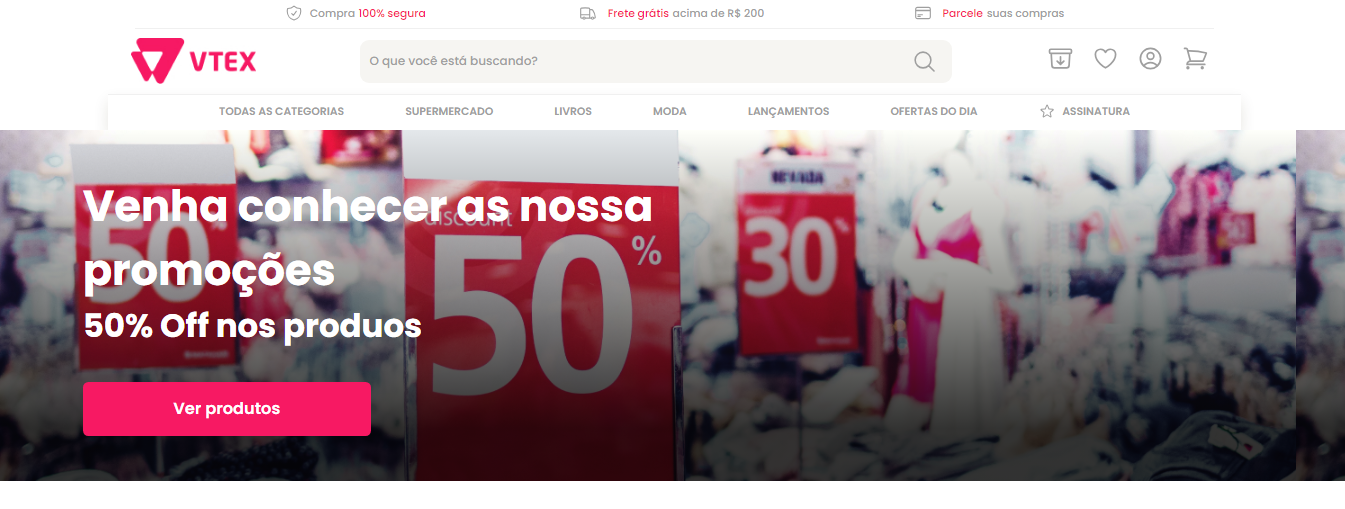 Compra 100% segura
Frete grátis acima de R$ 200
Parcele suas compras
VTEX
O que você está buscando?
TODAS AS CATEGORIAS
SUPERMERCADO
LIVROS
MODA
LANÇAMENTOS
OFERTAS DO DIA
ASSINATURA
Venha conhecer as nossa
promoções
50% Off nos produos
Ver produtos
50%
discount
50%
NEVADA
30%